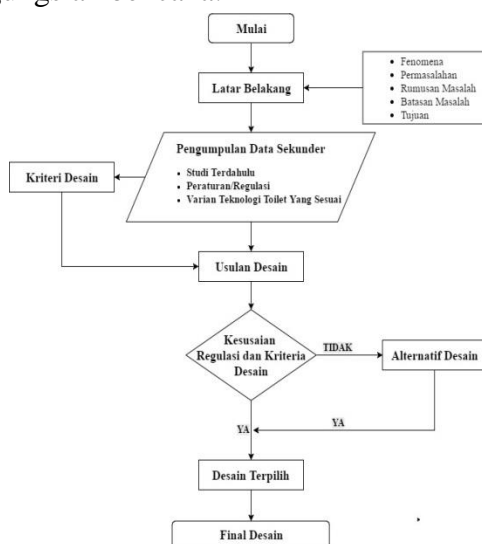 Mulai
Latar Belakang
• Fenomena
• Permasalahan
• Rumusan Masalah
• Batasan Masalah
• Tujuan
Pengumpulan Data Sekunder
• Studi Terdahulu
• Peraturan/Regulasi
• Varian Teknologi Toilet Yang Sesuai
Kriteri Desain
Usulan Desain
Kesusaian
Regulasi dan Kriteria
Desain
TIDAK
Alternatif Desain
YA
YA
Desain Terpilih
Final Desain